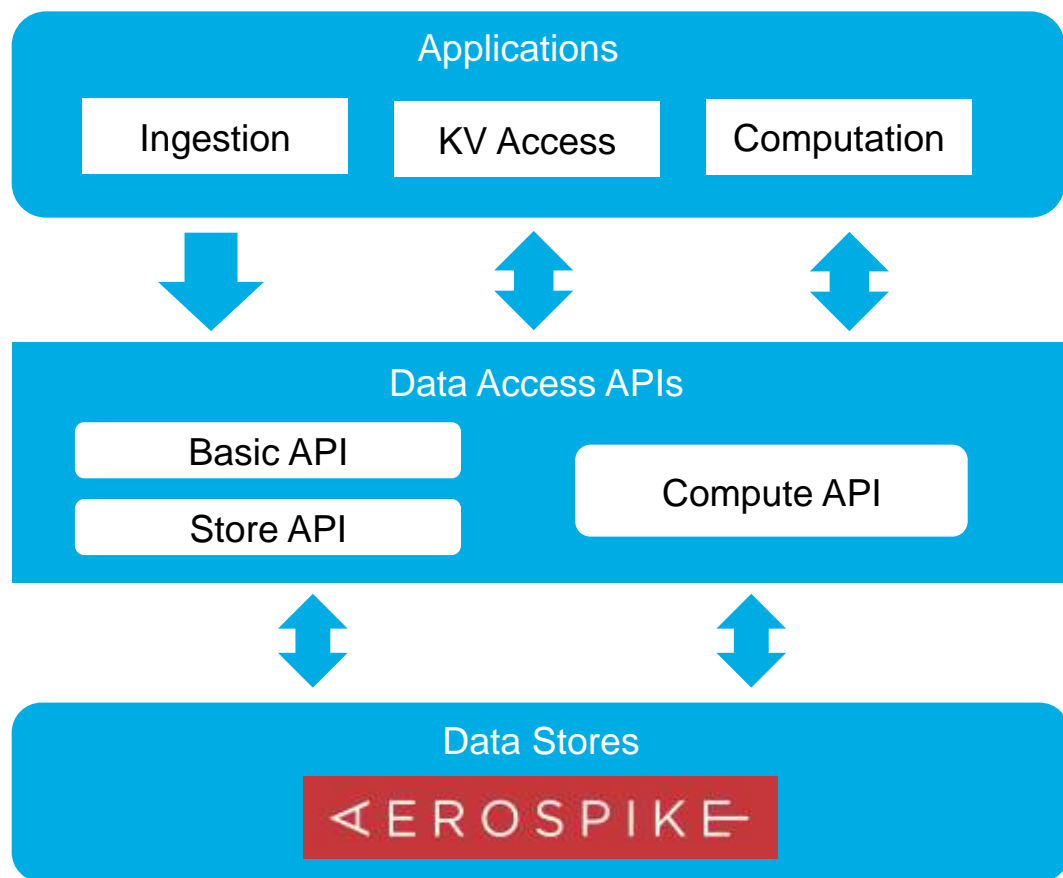 Applications
Ingestion
KV Access
Computation
Data Access APIs
Basic API
Store API
Compute API
Data Stores
AEROSPIKE